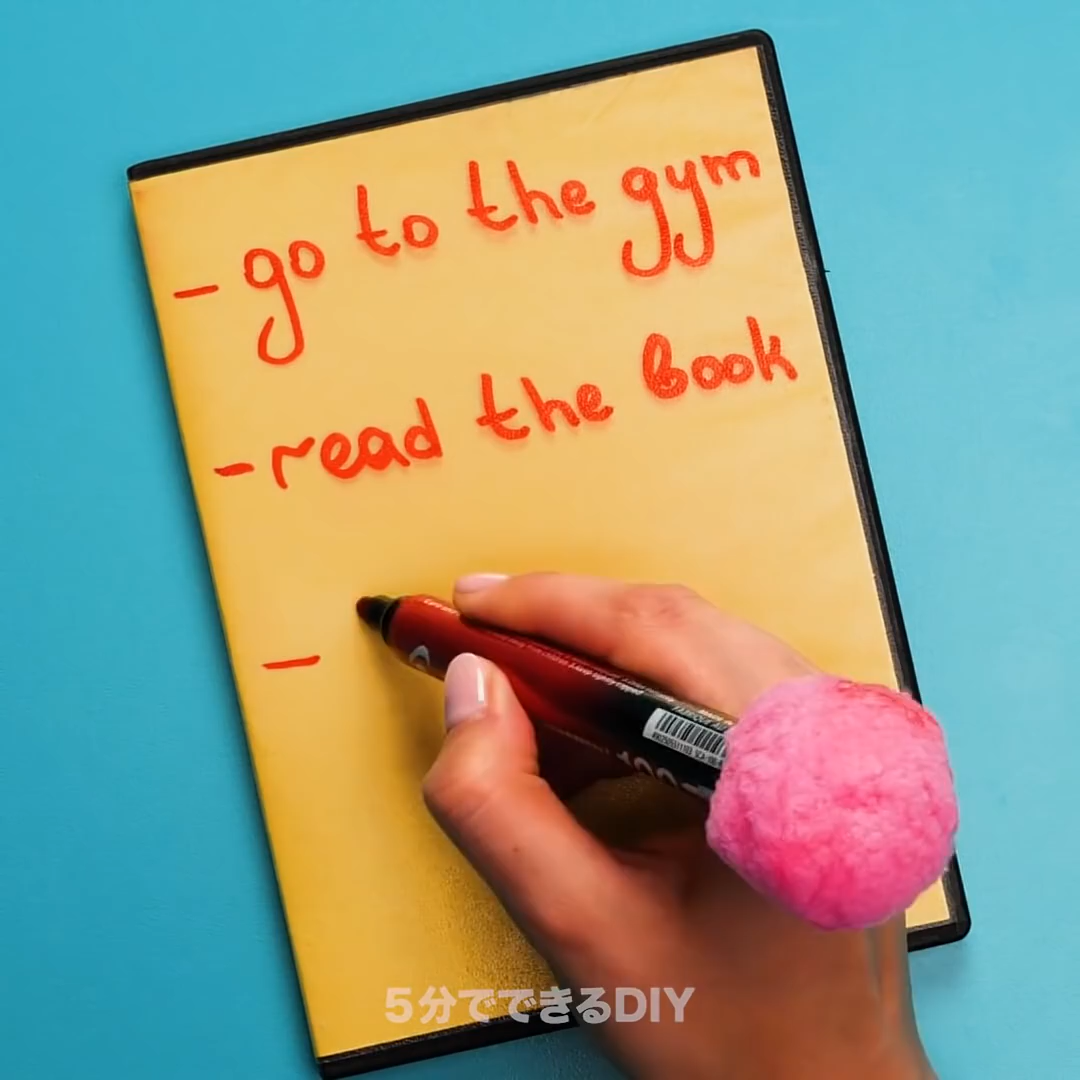 - go to the gym
- read the book
-
5分でできるDIY